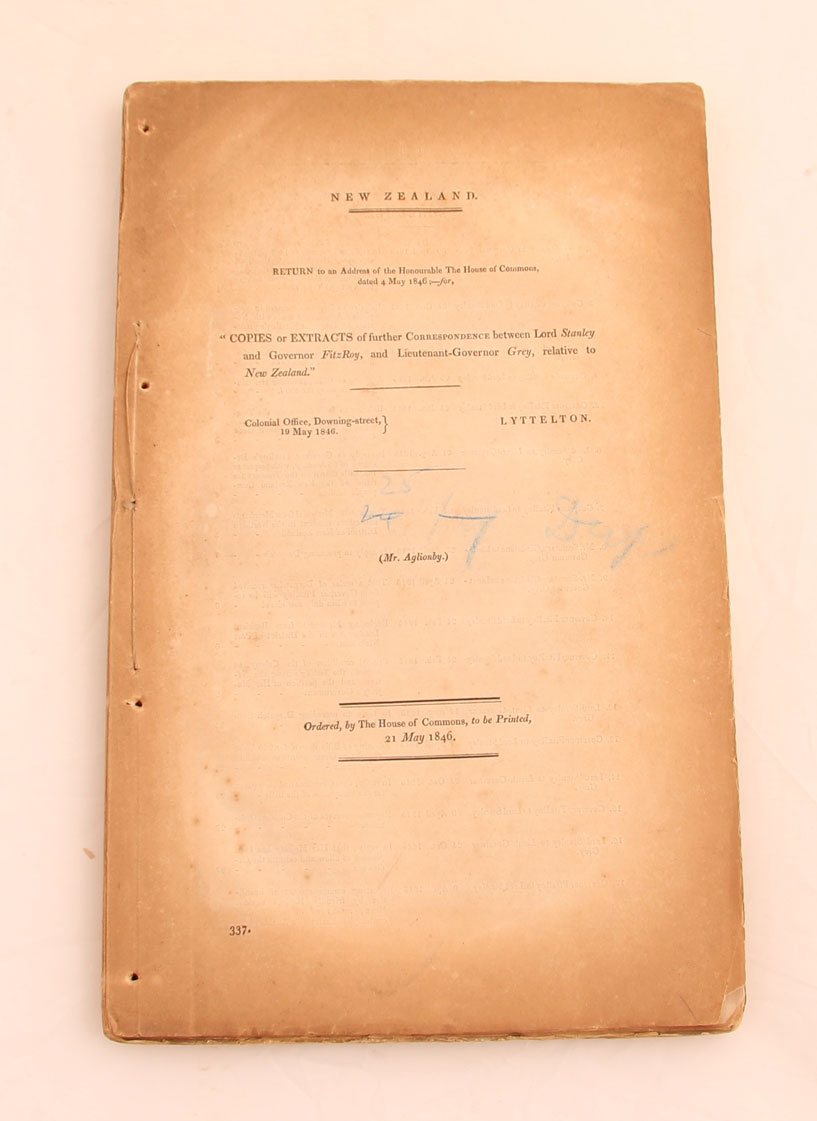 NEW ZEALAND.
RETURN to an Address of the Honourable The House of Commons,
dated 4 May 1846;—for,
" COPIES or EXTRACTS of further CORRESPONDENCE between Lord Stanley
and Governor FitzRoy, and Lieutenant-Governor Grey, relative to
New Zealand."
Colonial Office, Downing-street, }
19 May 1846.
LYTTELTON.
25
(Mr. Aglionby.)
Ordered, by The House of Commons, to be Printed,
21 May 1846.
337.